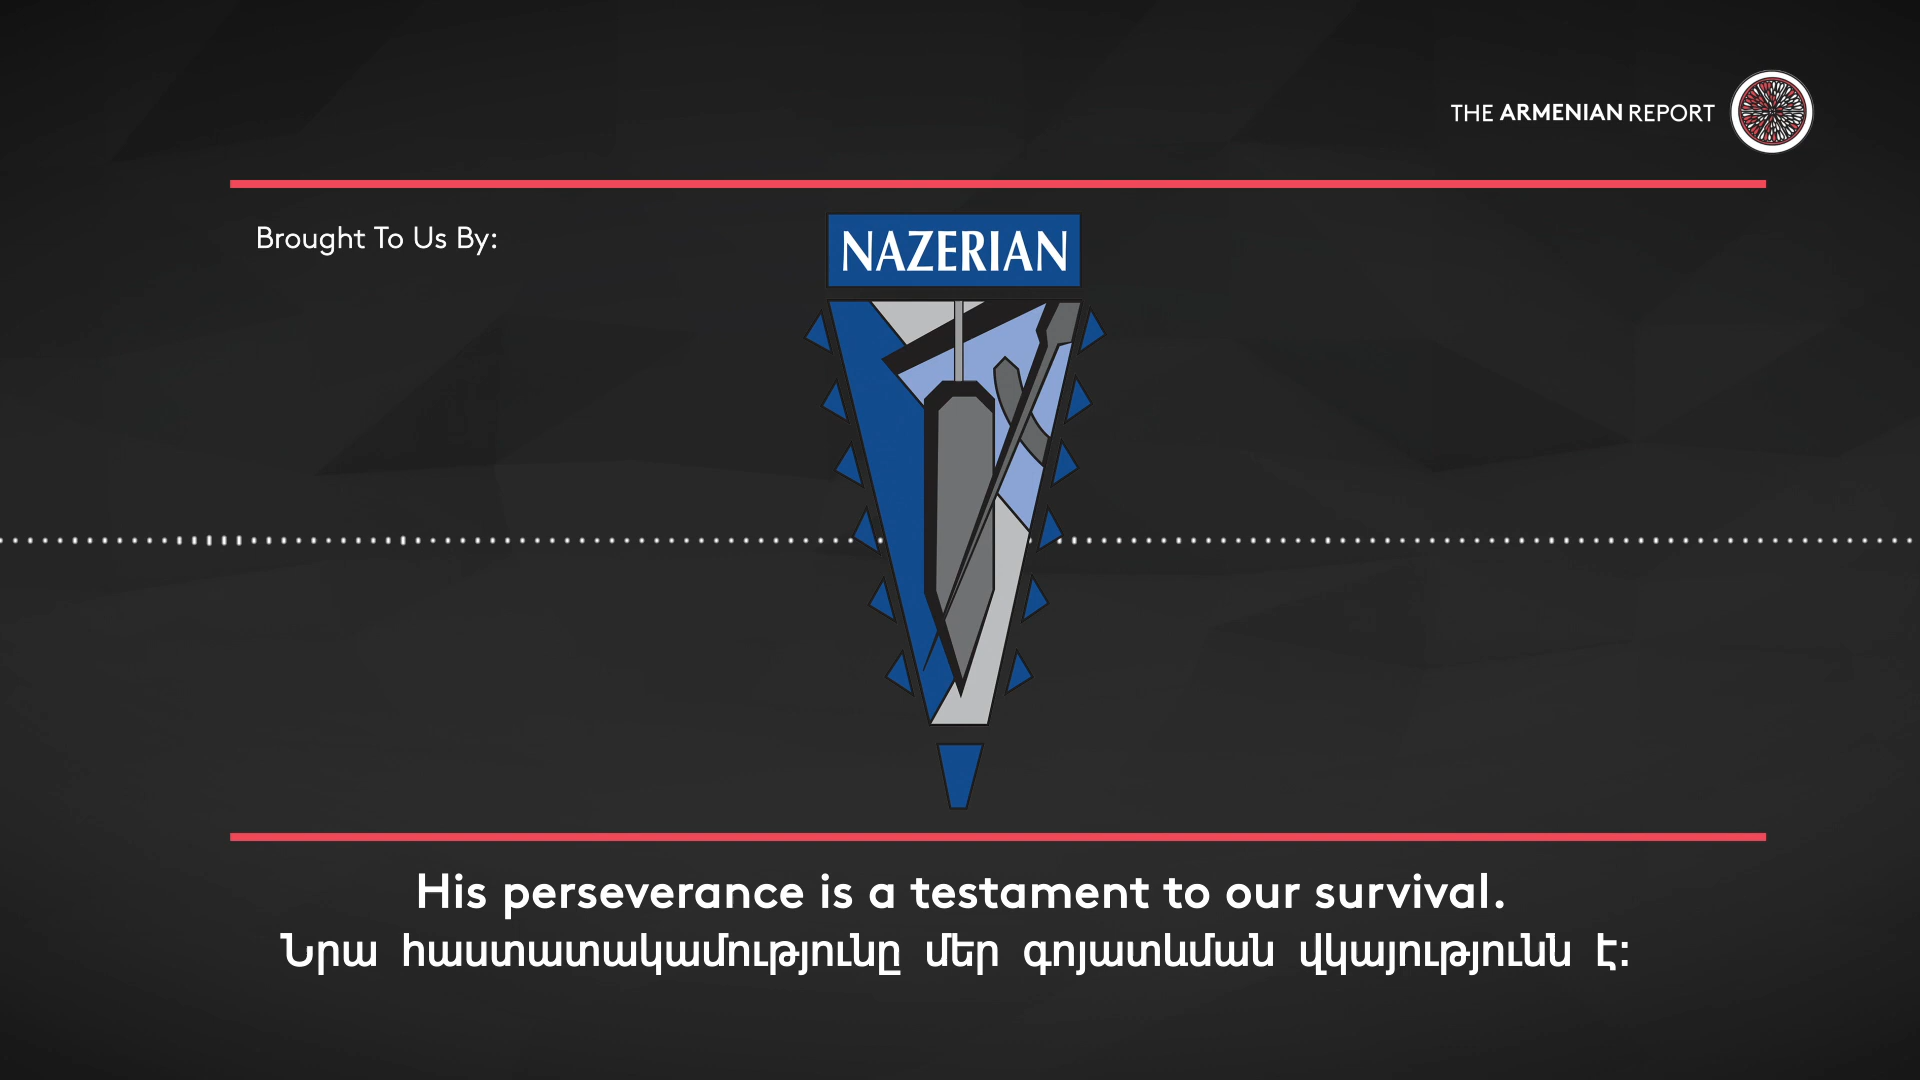 THE ARMENIAN REPORT
Brought To Us By:
NAZERIAN
His perseverance is a testament to our survival.
Նրա հաստատակամությունը մեր գոյատևման վկայությունն է: